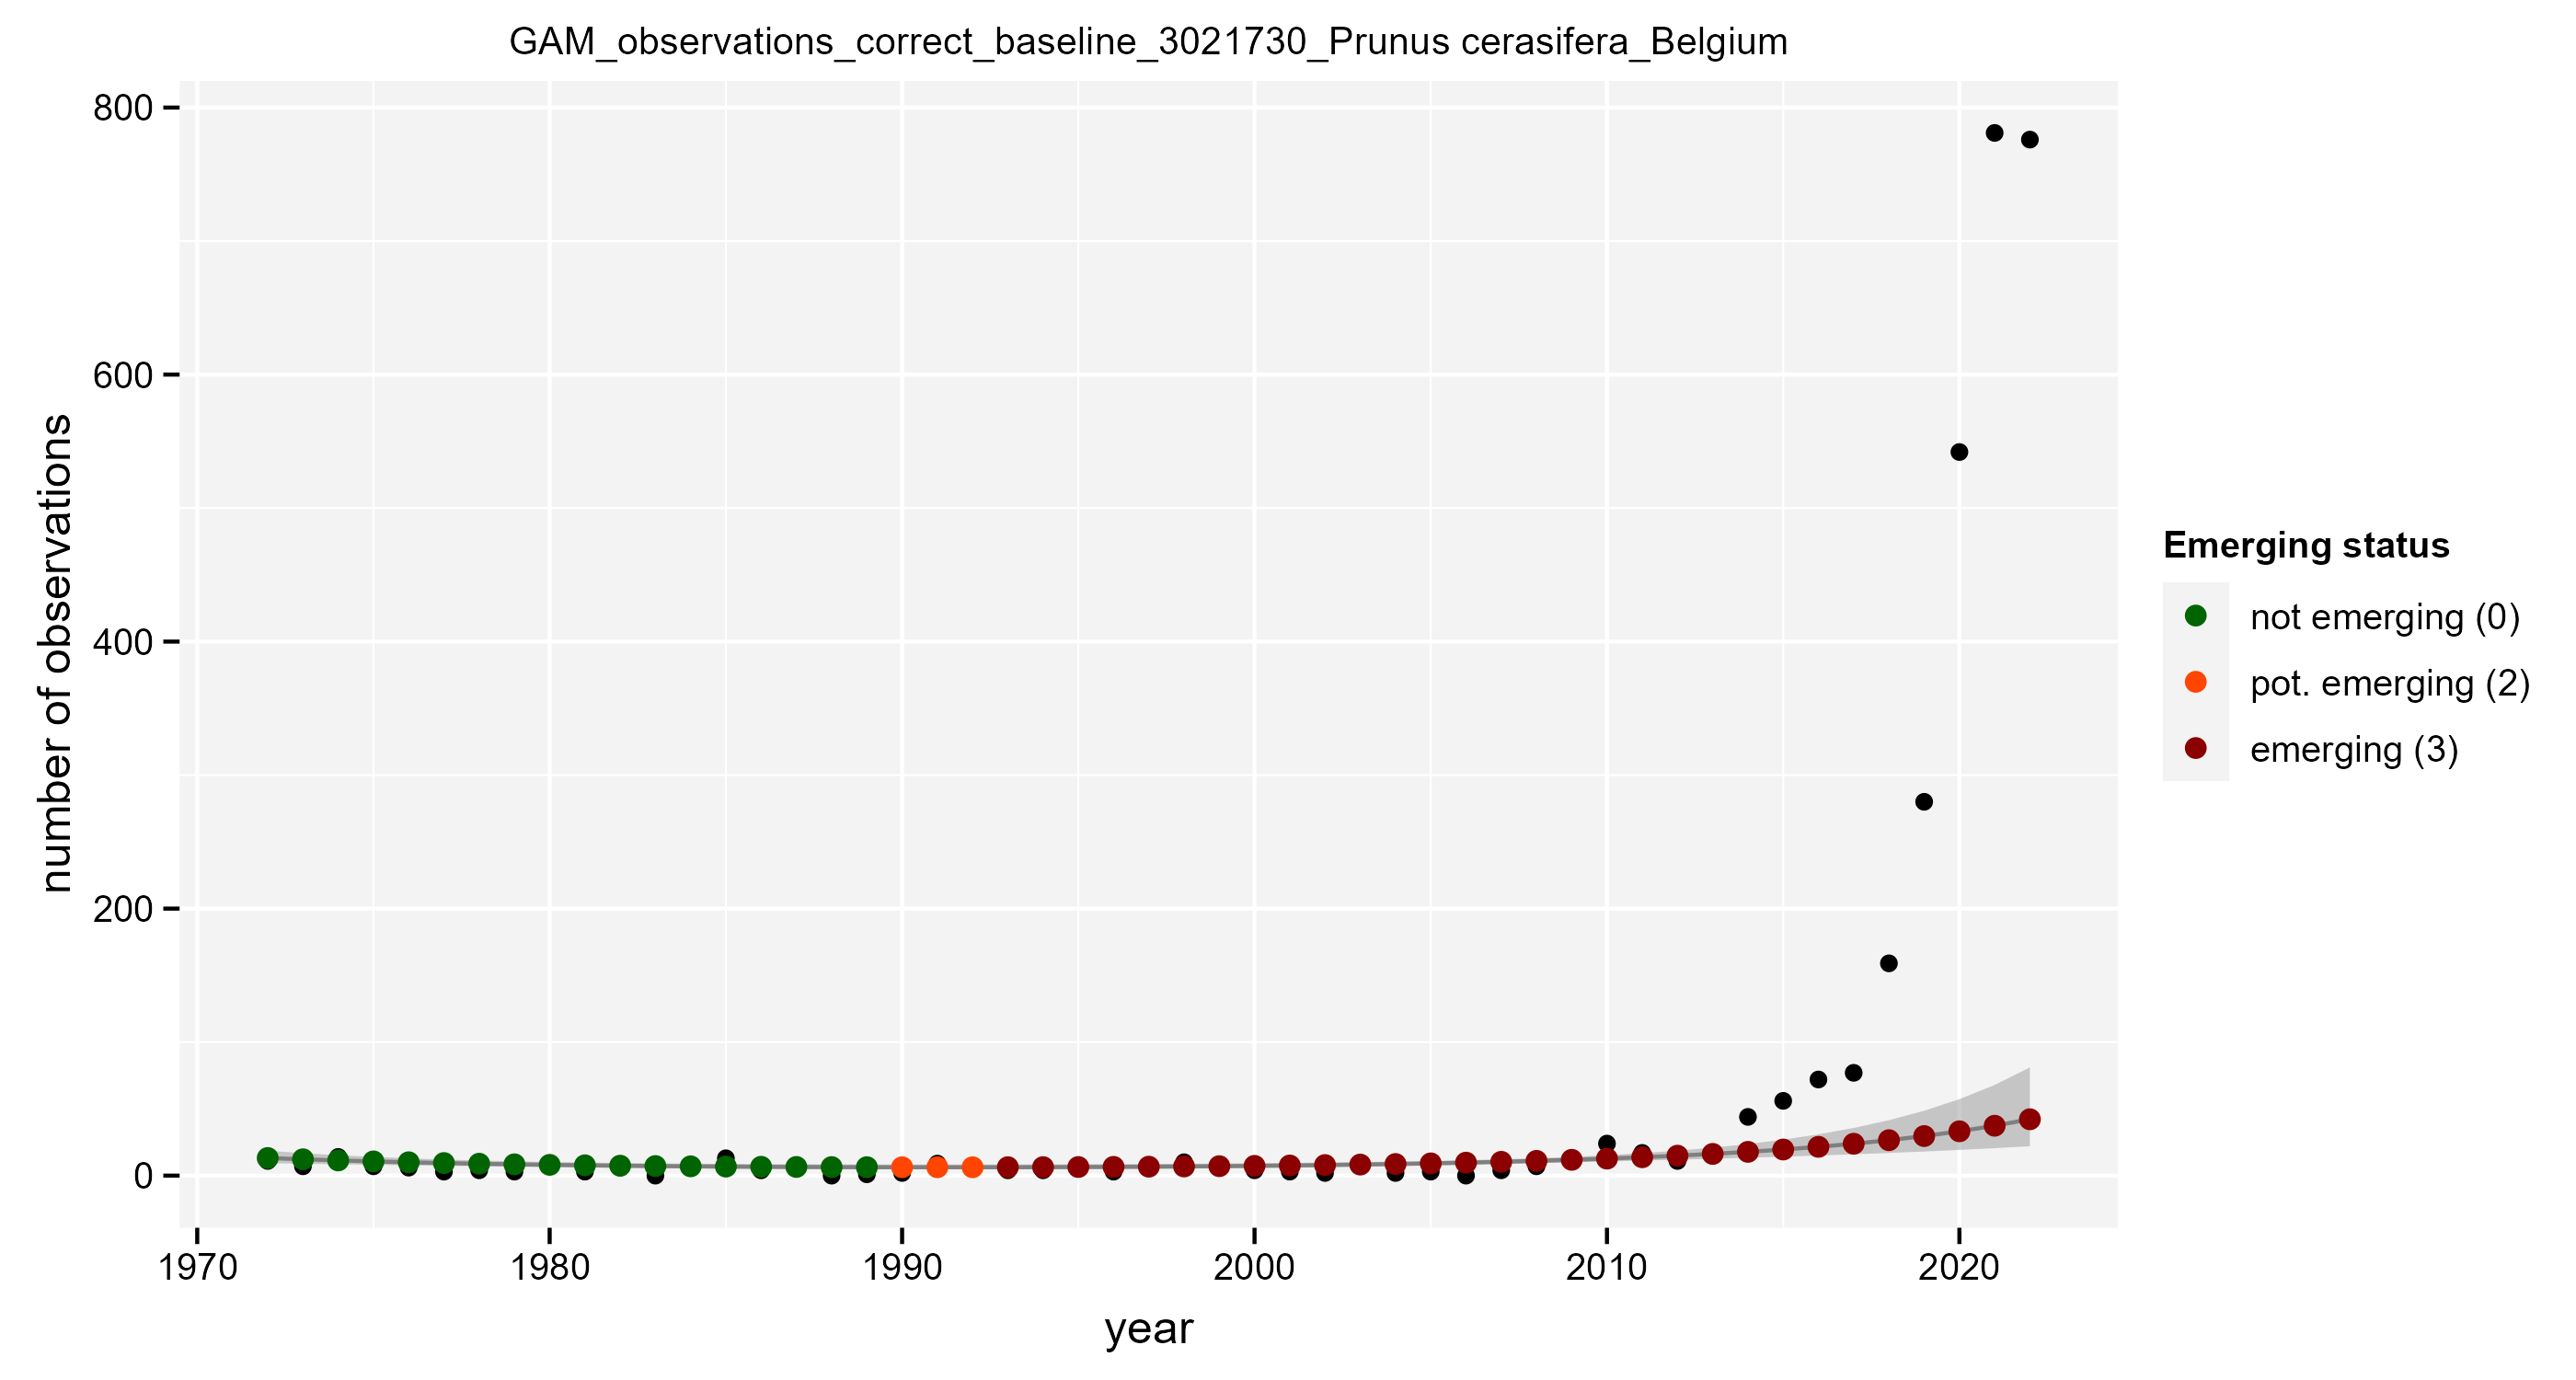 GAM_observations_correct_baseline_3021730_Prunus cerasifera_Belgium
800
600
400
200
0
number of observations
1970 1980 1990 2000 2010 2020
year
Emerging status
not emerging (0)
pot. emerging (2)
emerging (3)